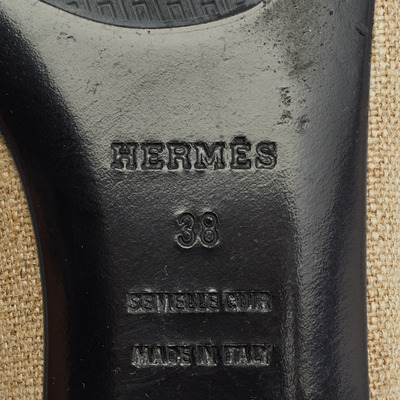 HERMÈS
38
SEMELLE CUIR
MADE IN ITALY